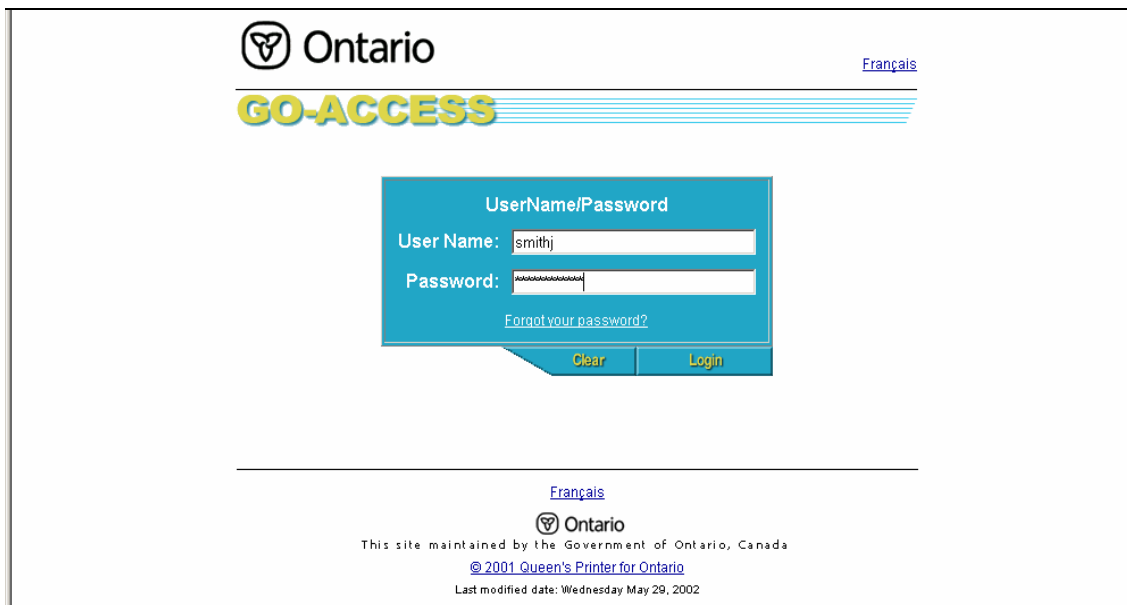 Ontario
Français
GO-ACCESS
UserName/Password
User Name: smithj
Password: ************
Forgot your password?
Clear Login
Français
Ontario
This site maintained by the Government of Ontario, Canada
© 2001 Queen's Printer for Ontario
Last modified date: Wednesday May 29, 2002